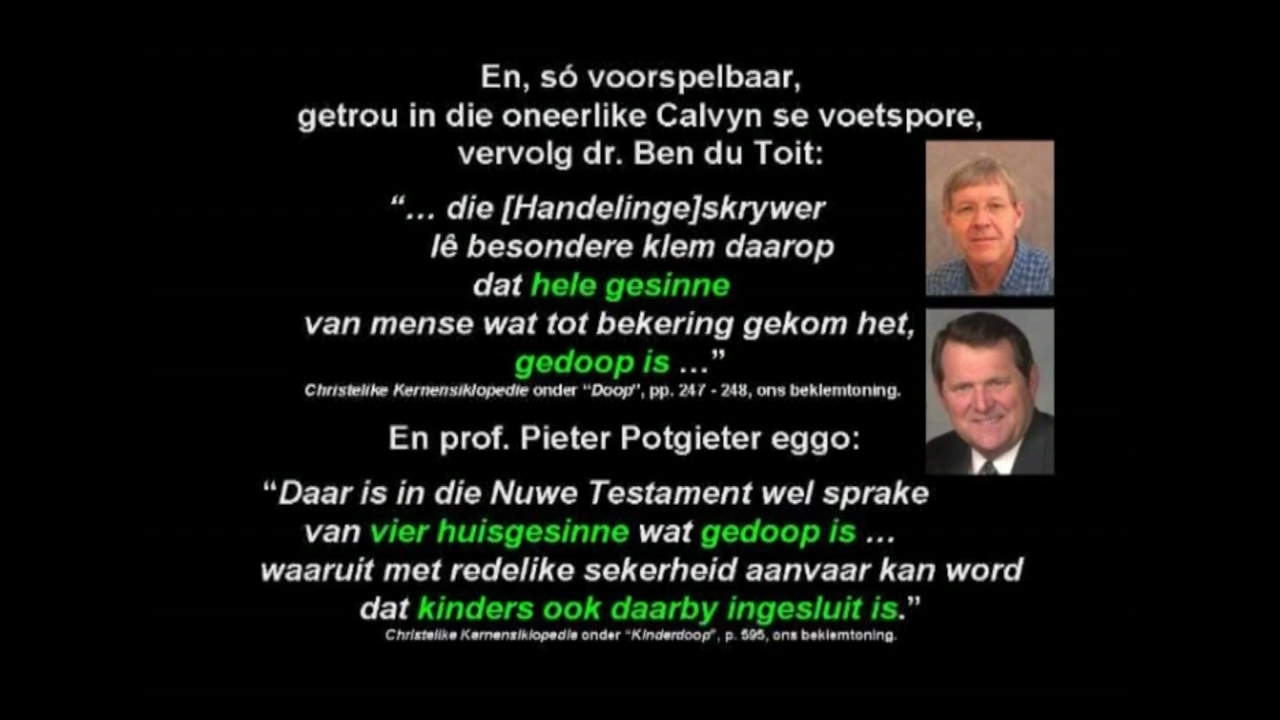 En, só voorspelbaar,
getrou in die oneerlike Calvyn se voetspore,
vervolg dr. Ben du Toit:
“… die [Handelinge]skrywer
lê besondere klem daarop
dat hele gesinne
van mense wat tot bekering gekom het,
gedoop is …”
Christelike Kernensiklopedie onder “Doop”, pp. 247 - 248, ons beklemtoning.
En prof. Pieter Potgieter eggo:
“Daar is in die Nuwe Testament wel sprake
van vier huisgesinne wat gedoop is …
waaruit met redelike sekerheid aanvaar kan word
dat kinders ook daarby ingesluit is.”
Christelike Kernensiklopedie onder “Kinderdoop”, p. 595, ons beklemtoning.